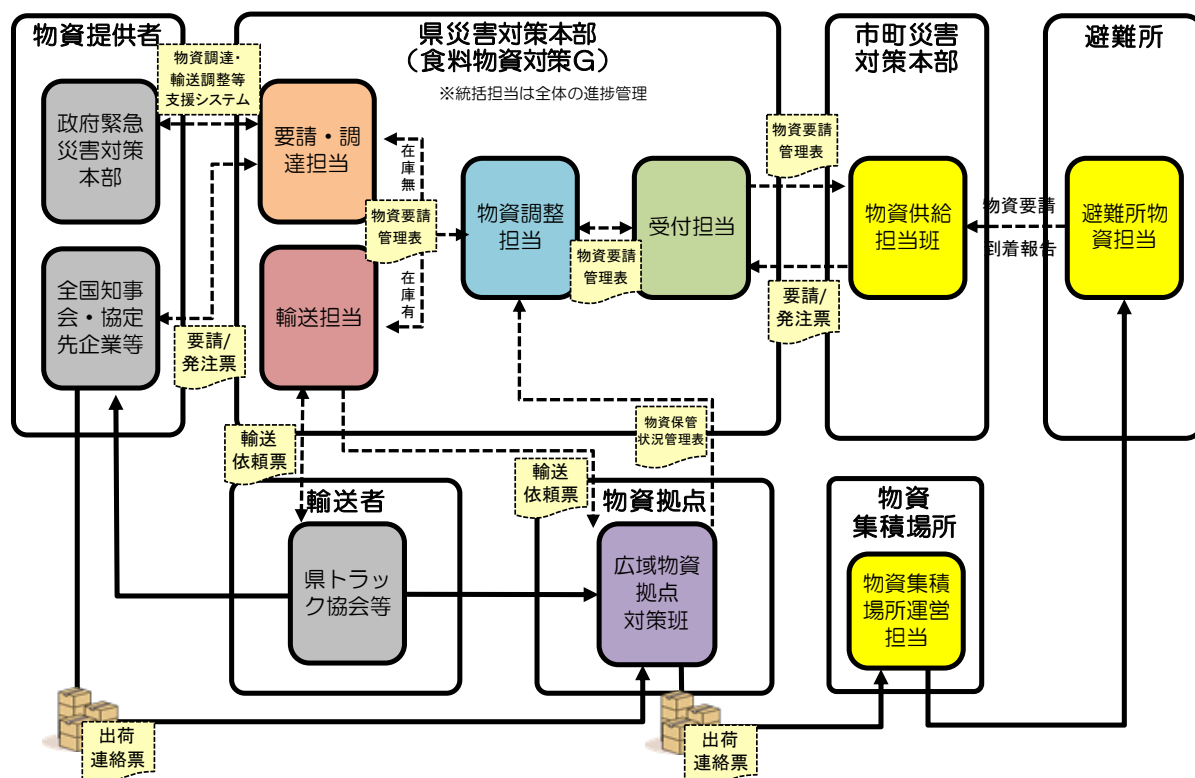 物資提供者
県災害対策本部
（食料物資対策Ｇ）
※統括担当は全体の進捗管理
市町災害
対策本部
避難所
物資調達・
輸送調整等
支援システム
政府緊急
災害対策
本部
要請・調
達担当
在庫無
物資要請
管理表
在庫有
物資調整
担当
物資要請
管理表
受付担当
物資要請
管理表
物資供給
担当班
物資要請
到着報告
避難所物
資担当
全国知事
会・協定
先企業等
要請/
発注票
輸送担当
要請/
発注票
輸送
依頼票
物資保管
状況管理表
輸送
依頼票
輸送者
県トラッ
ク協会等
物資拠点
広域物資
拠点
対策班
物資
集積場所
物資集積
場所運営
担当
出荷
連絡票
出荷
連絡票